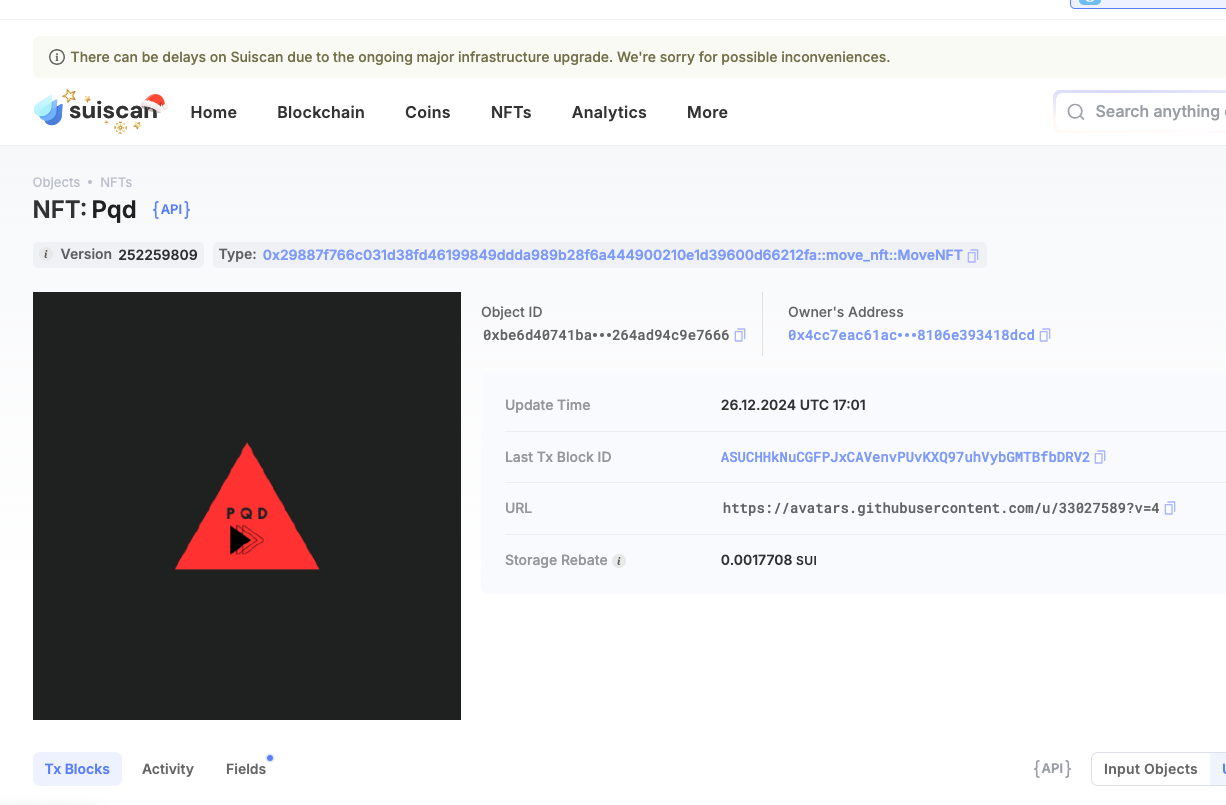 There can be delays on Suiscan due to the ongoing major infrastructure upgrade. We're sorry for possible inconveniences.
suiscan Home Blockchain Coins NFTs Analytics More Search anything
Objects • NFTs
NFT: Pqd {API}
i Version 252259809 Type: 0x29887f766c031d38fd46199849ddda989b28f6a444900210e1d39600d66212fa::move_nft::MoveNFT
PQD
Object ID
0xbe6d40741ba•••264ad94c9e7666
Owner's Address
0x4cc7eac61ac•••8106e393418dcd
Update Time 26.12.2024 UTC 17:01
Last Tx Block ID ASUCHHkNuCGFPJxCAVenvPUvKXQ97uhVybGMTBfbDRV2
URL https://avatars.githubusercontent.com/u/33027589?v=4
Storage Rebate i 0.0017708 SUI
Tx Blocks Activity Fields {API} Input Objects